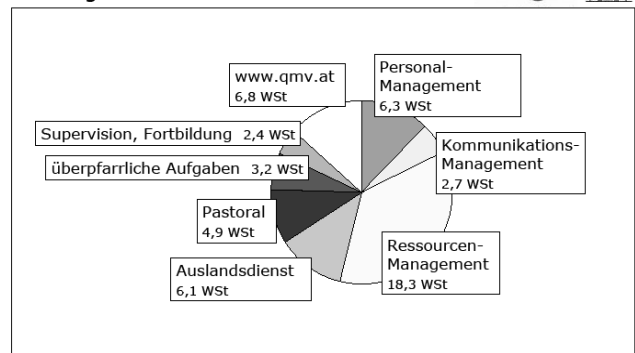 www.qmv.at
6,8 WSt
Personal-
Management
6,3 WSt
Supervision, Fortbildung 2,4 WSt
Kommunikations-
Management
2,7 WSt
überpfarrliche Aufgaben 3,2 WSt
Pastoral
4,9 WSt
Ressourcen-
Management
18,3 WSt
Auslandsdienst
6,1 WSt